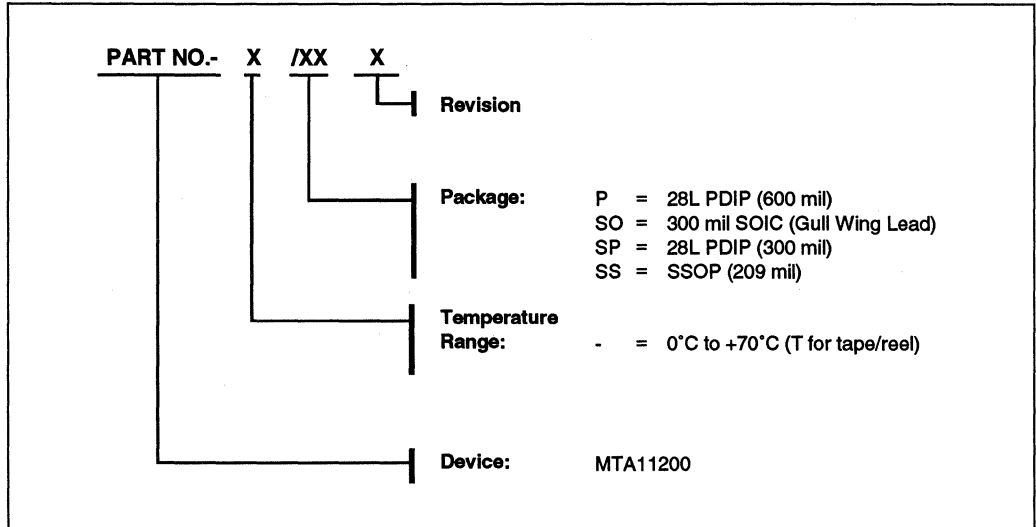 PART NO.- X /XX X
Revision
Package: P = 28L PDIP (600 mil)
SO = 300 mil SOIC (Gull Wing Lead)
SP = 28L PDIP (300 mil)
SS = SSOP (209 mil)
Temperature
Range: - = 0°C to +70°C (T for tape/reel)
Device: MTA11200